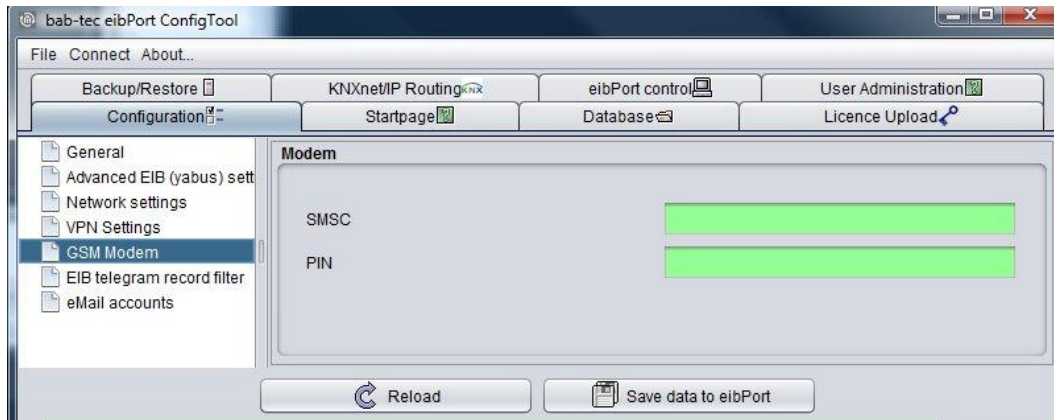 bab-tec eibPort ConfigTool
File Connect About...
Backup/Restore
KNXnet/IP Routing KNX
eibPort control
User Administration
Configuration
Startpage
Database
Licence Upload
General
Advanced EIB (yabus) sett
Network settings
VPN Settings
GSM Modem
EIB telegram record filter
eMail accounts
Modem
SMSC
PIN
Reload
Save data to eibPort